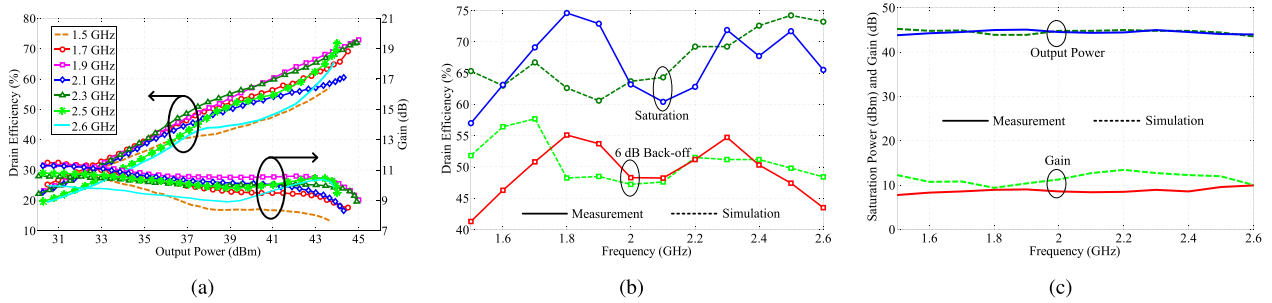 (a)
Drain Efficiency (%)
80
70
60
50
40
30
20
10
1.5 GHz
1.7 GHz
1.9 GHz
2.1 GHz
2.3 GHz
2.5 GHz
2.6 GHz
21
19
17
15
13
11
9
7
Gain (dB)
31
33
35
37
39
41
43
45
Output Power (dBm)
(b)
Drain Efficiency (%)
75
70
65
60
55
50
45
40
Saturation
6 dB Back-off
Measurement
Simulation
1.6
1.8
2
2.2
2.4
2.6
Frequency (GHz)
(c)
Saturation Power (dBm) and Gain (dB)
50
40
30
20
10
0
Output Power
Measurement
Simulation
Gain
1.6
1.8
2
2.2
2.4
2.6
Frequency (GHz)